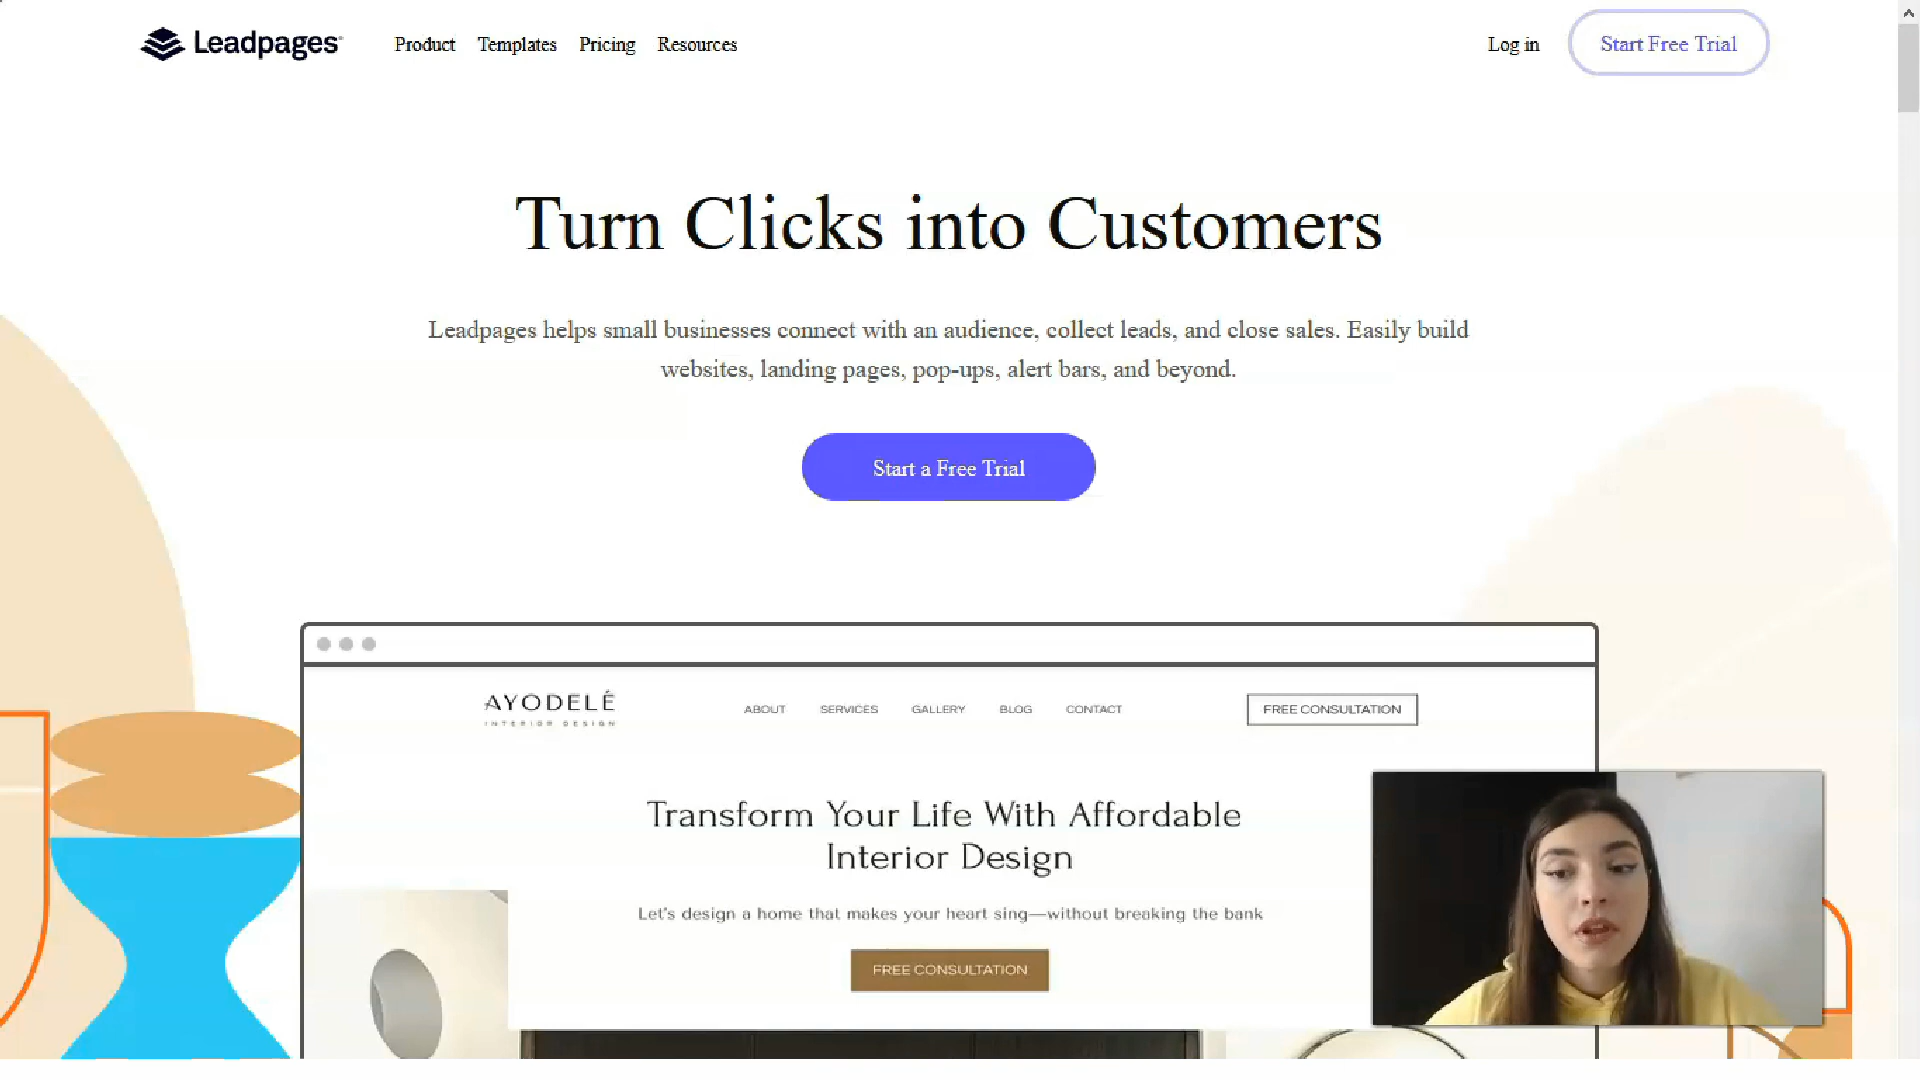 Leadpages
Product Templates Pricing Resources
Log in
Start Free Trial
Turn Clicks into Customers
Leadpages helps small businesses connect with an audience, collect leads, and close sales. Easily build
websites, landing pages, pop-ups, alert bars, and beyond.
Start a Free Trial
AYODELÉ
INTERIOR DESIGN
ABOUT SERVICES GALLERY BLOG CONTACT
FREE CONSULTATION
Transform Your Life With Affordable
Interior Design
Let's design a home that makes your heart sing—without breaking the bank
FREE CONSULTATION